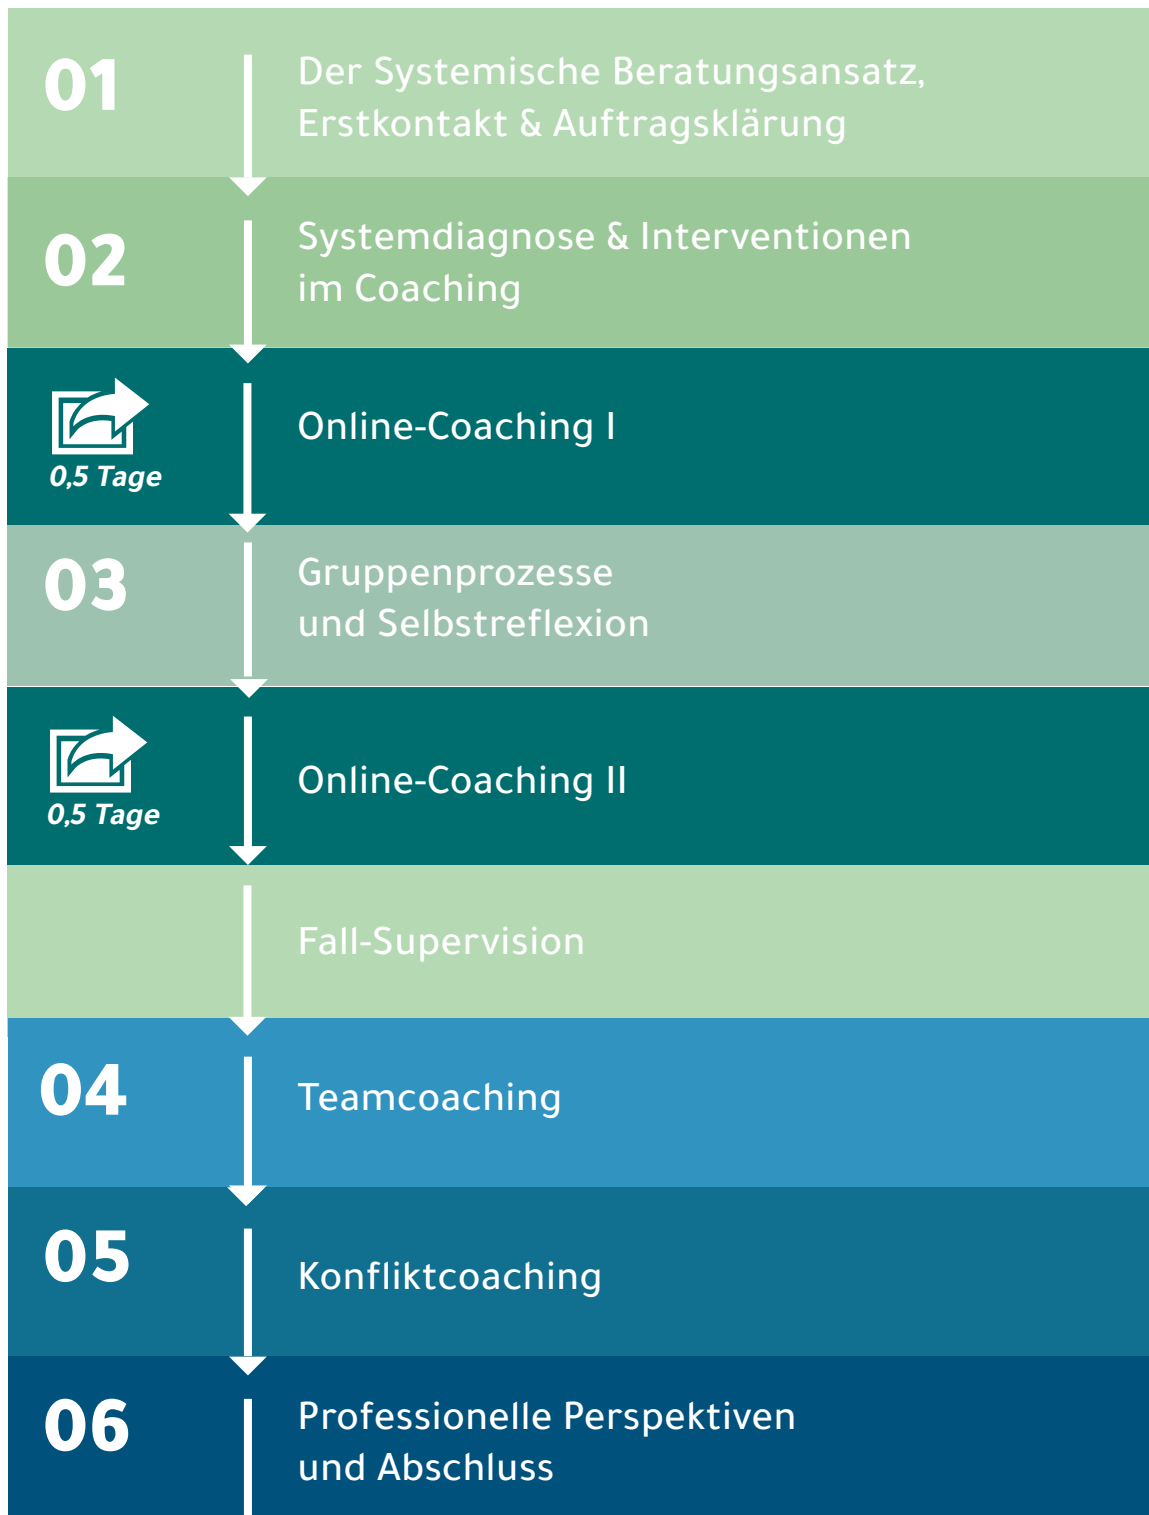 01
Der Systemische Beratungsansatz,
Erstkontakt & Auftragsklärung
02
Systemdiagnose & Interventionen
im Coaching
Online-Coaching I
0,5 Tage
03
Gruppenprozesse
und Selbstreflexion
Online-Coaching II
0,5 Tage
Fall-Supervision
04
Teamcoaching
05
Konfliktcoaching
06
Professionelle Perspektiven
und Abschluss